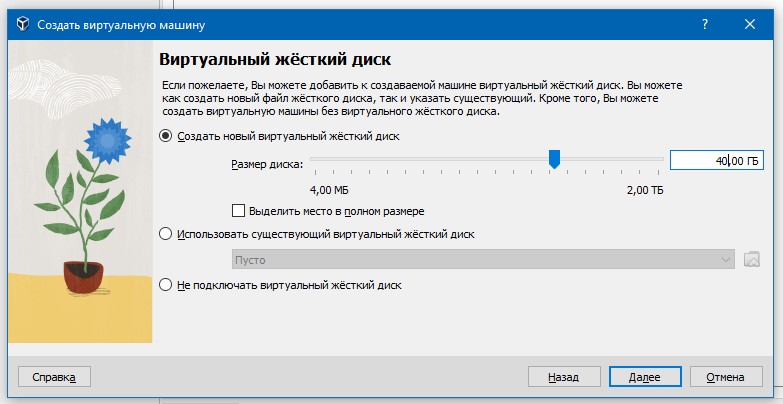 Создать виртуальную машину
Виртуальный жёсткий диск
Если пожелаете, Вы можете добавить к создаваемой машине виртуальный жёсткий диск. Вы можете
как создать новый файл жёсткого диска, так и указать существующий. Кроме того, Вы можете
создать виртуальную машины без виртуального жёсткого диска.
Создать новый виртуальный жёсткий диск
Размер диска: 40,00 ГБ
4,00 МБ 2,00 ТБ
Выделить место в полном размере
Использовать существующий виртуальный жёсткий диск
Пусто
Не подключать виртуальный жёсткий диск
Справка Назад Далее Отмена